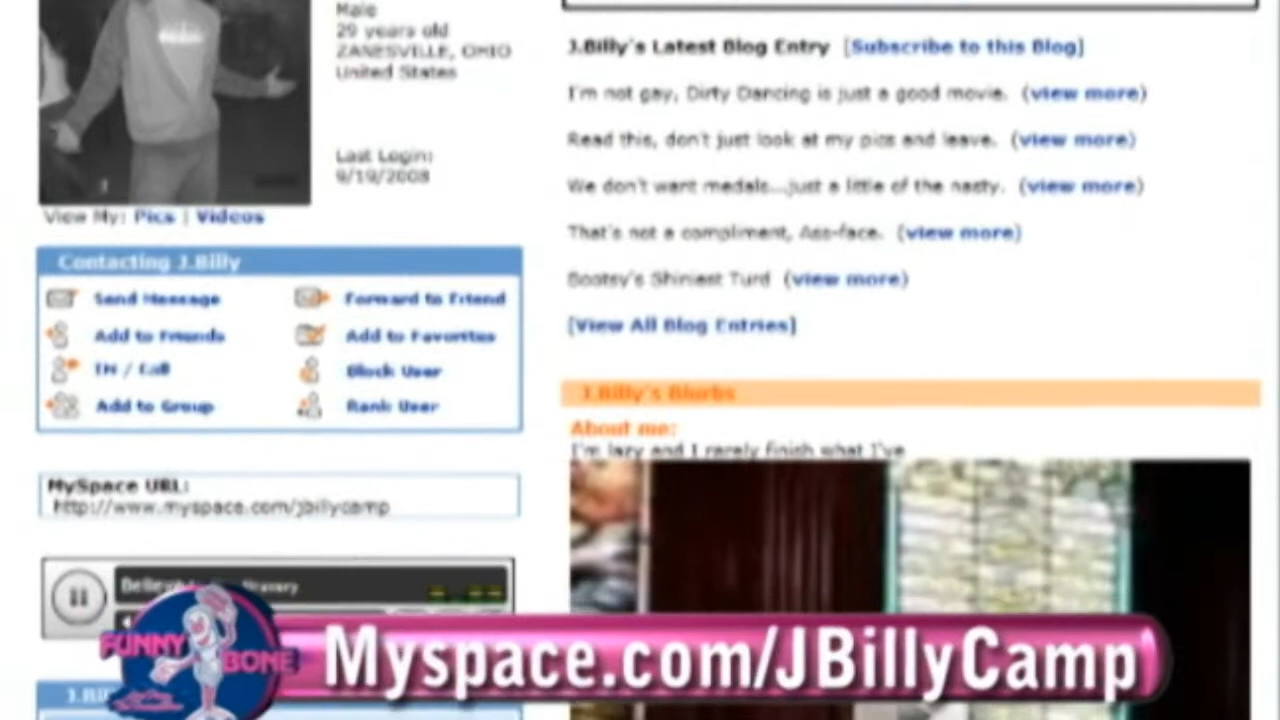 Male
29 years old
ZANESVILLE, OHIO
United States
Last Login:
9/19/2008
View My: Pics | Videos
Contacting J.Billy
Send Message
Forward to Friend
Add to Friends
Add to Favorites
IM / Call
Block User
Add to Group
Rank User
MySpace URL:
http://www.myspace.com/jbillycamp
J.Billy's Latest Blog Entry [Subscribe to this Blog]
I'm not gay, Dirty Dancing is just a good movie. (view more)
Read this, don't just look at my pics and leave. (view more)
We don't want medals...just a little of the nasty. (view more)
That's not a compliment, Ass-face. (view more)
Bootsy's Shiniest Turd (view more)
[View All Blog Entries]
J.Billy's Blurbs
About me:
I'm lazy and I rarely finish what I've
FUNNY
BONE
Myspace.com/JBillyCamp